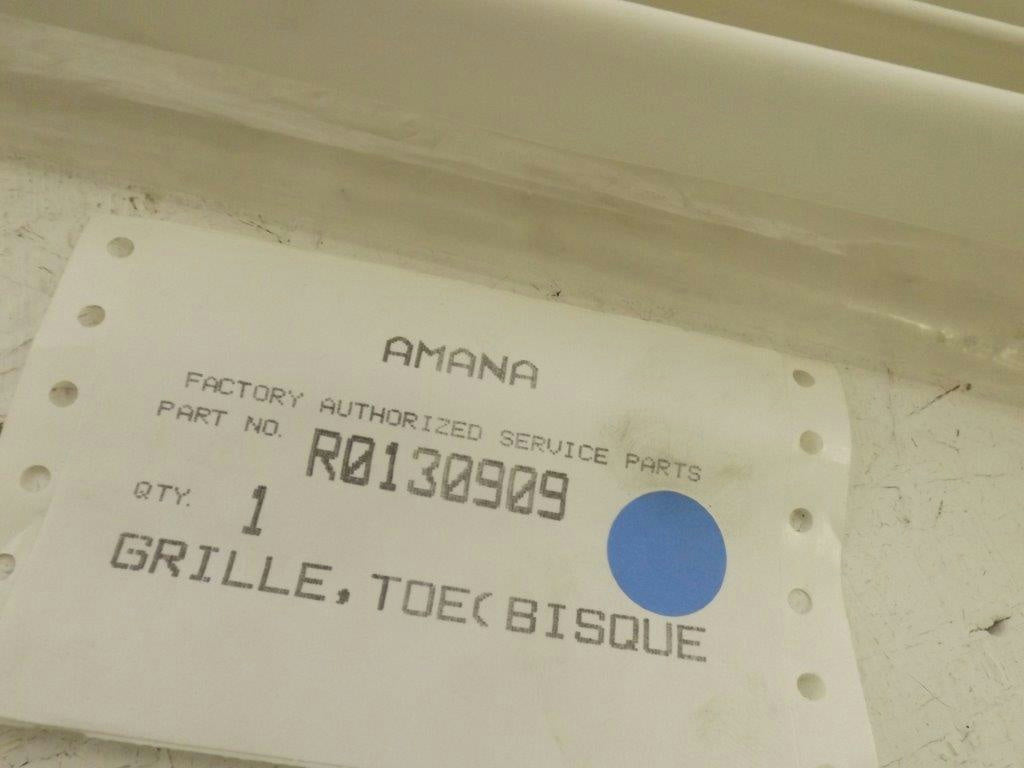 AMANA
FACTORY AUTHORIZED SERVICE PARTS
PART NO. R0130909
QTY. 1
GRILLE, TOE( BISQUE